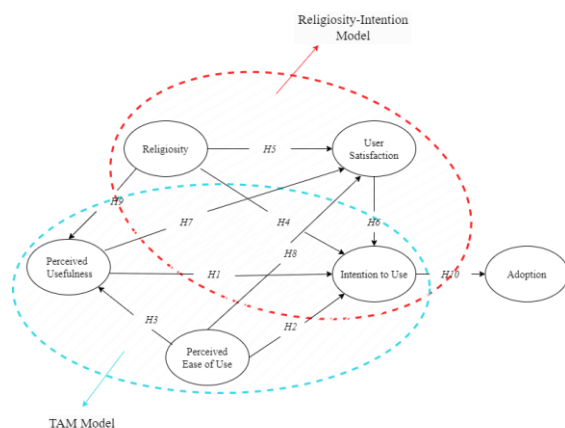 Religiosity-Intention
Model
Religiosity
H5
User
Satisfaction
H9
H7
H4
H6
H8
Perceived
Usefulness
H1
Intention to Use
H10
Adoption
H3
H2
Perceived
Ease of Use
TAM Model